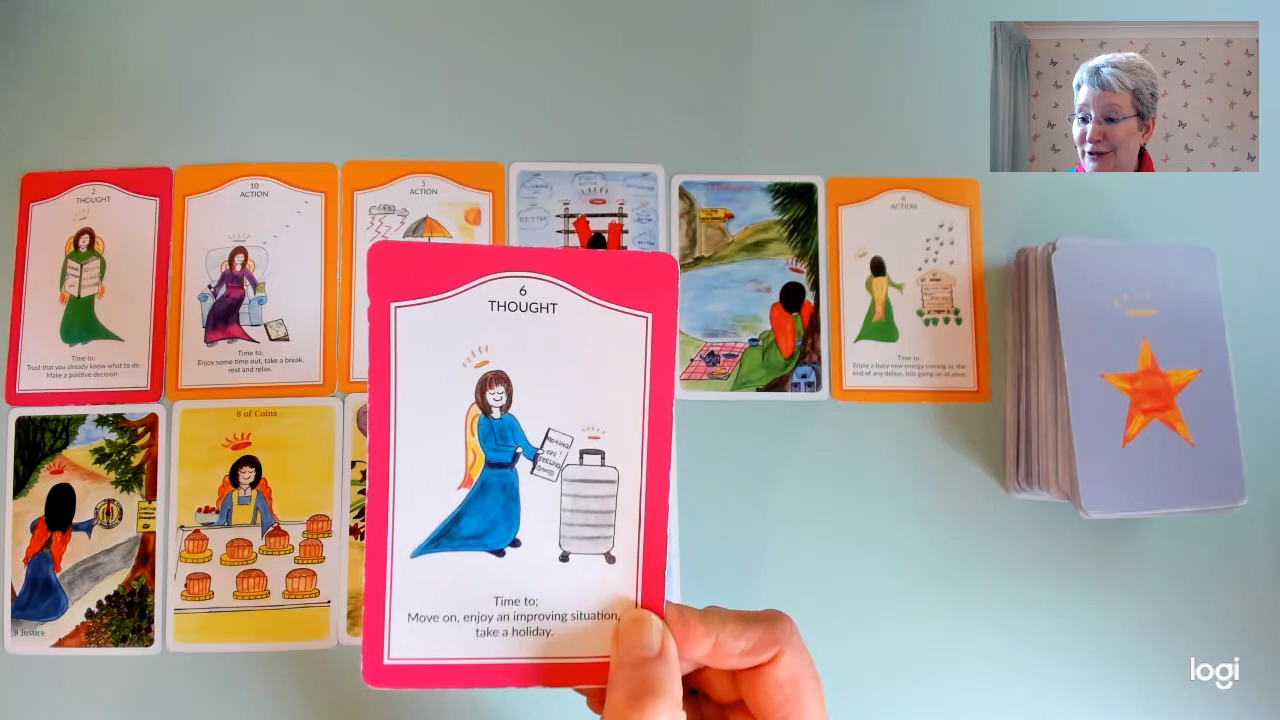 2
THOUGHT
Time to:
Trust that you already know what to do.
Make a positive decision
10
ACTION
Time to;
Enjoy some time out, take a break,
rest and relax.
5
ACTION
BETTER
6
THOUGHT
MOVING
ON!
FEELING
GOOD
Time to;
Move on, enjoy an improving situation,
take a holiday.
ACTION
Time to:
Enjoy a busy new energy coming in, the
end of any delays, lots going on at once
8 Justice
8 of Coins
logi